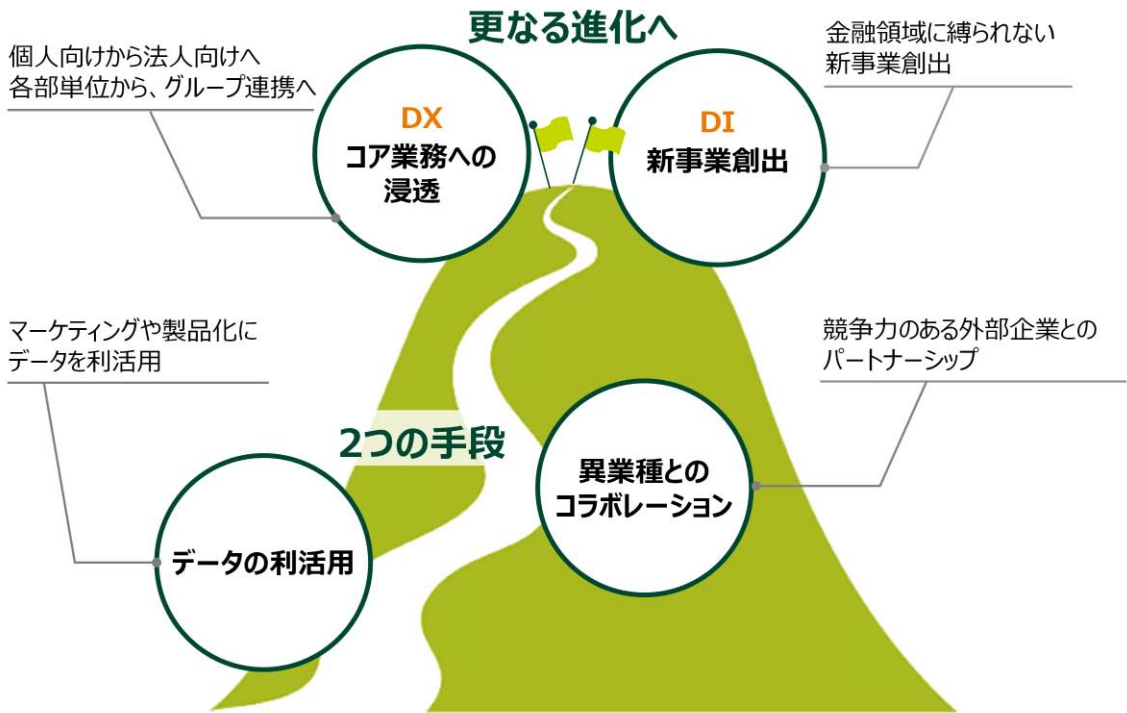 更なる進化へ
個人向けから法人向けへ
各部単位から、グループ連携へ
DX
コア業務への
浸透
DI
新事業創出
金融領域に縛られない
新事業創出
マーケティングや製品化に
データを利活用
2つの手段
データの利活用
異業種との
コラボレーション
競争力のある外部企業との
パートナーシップ